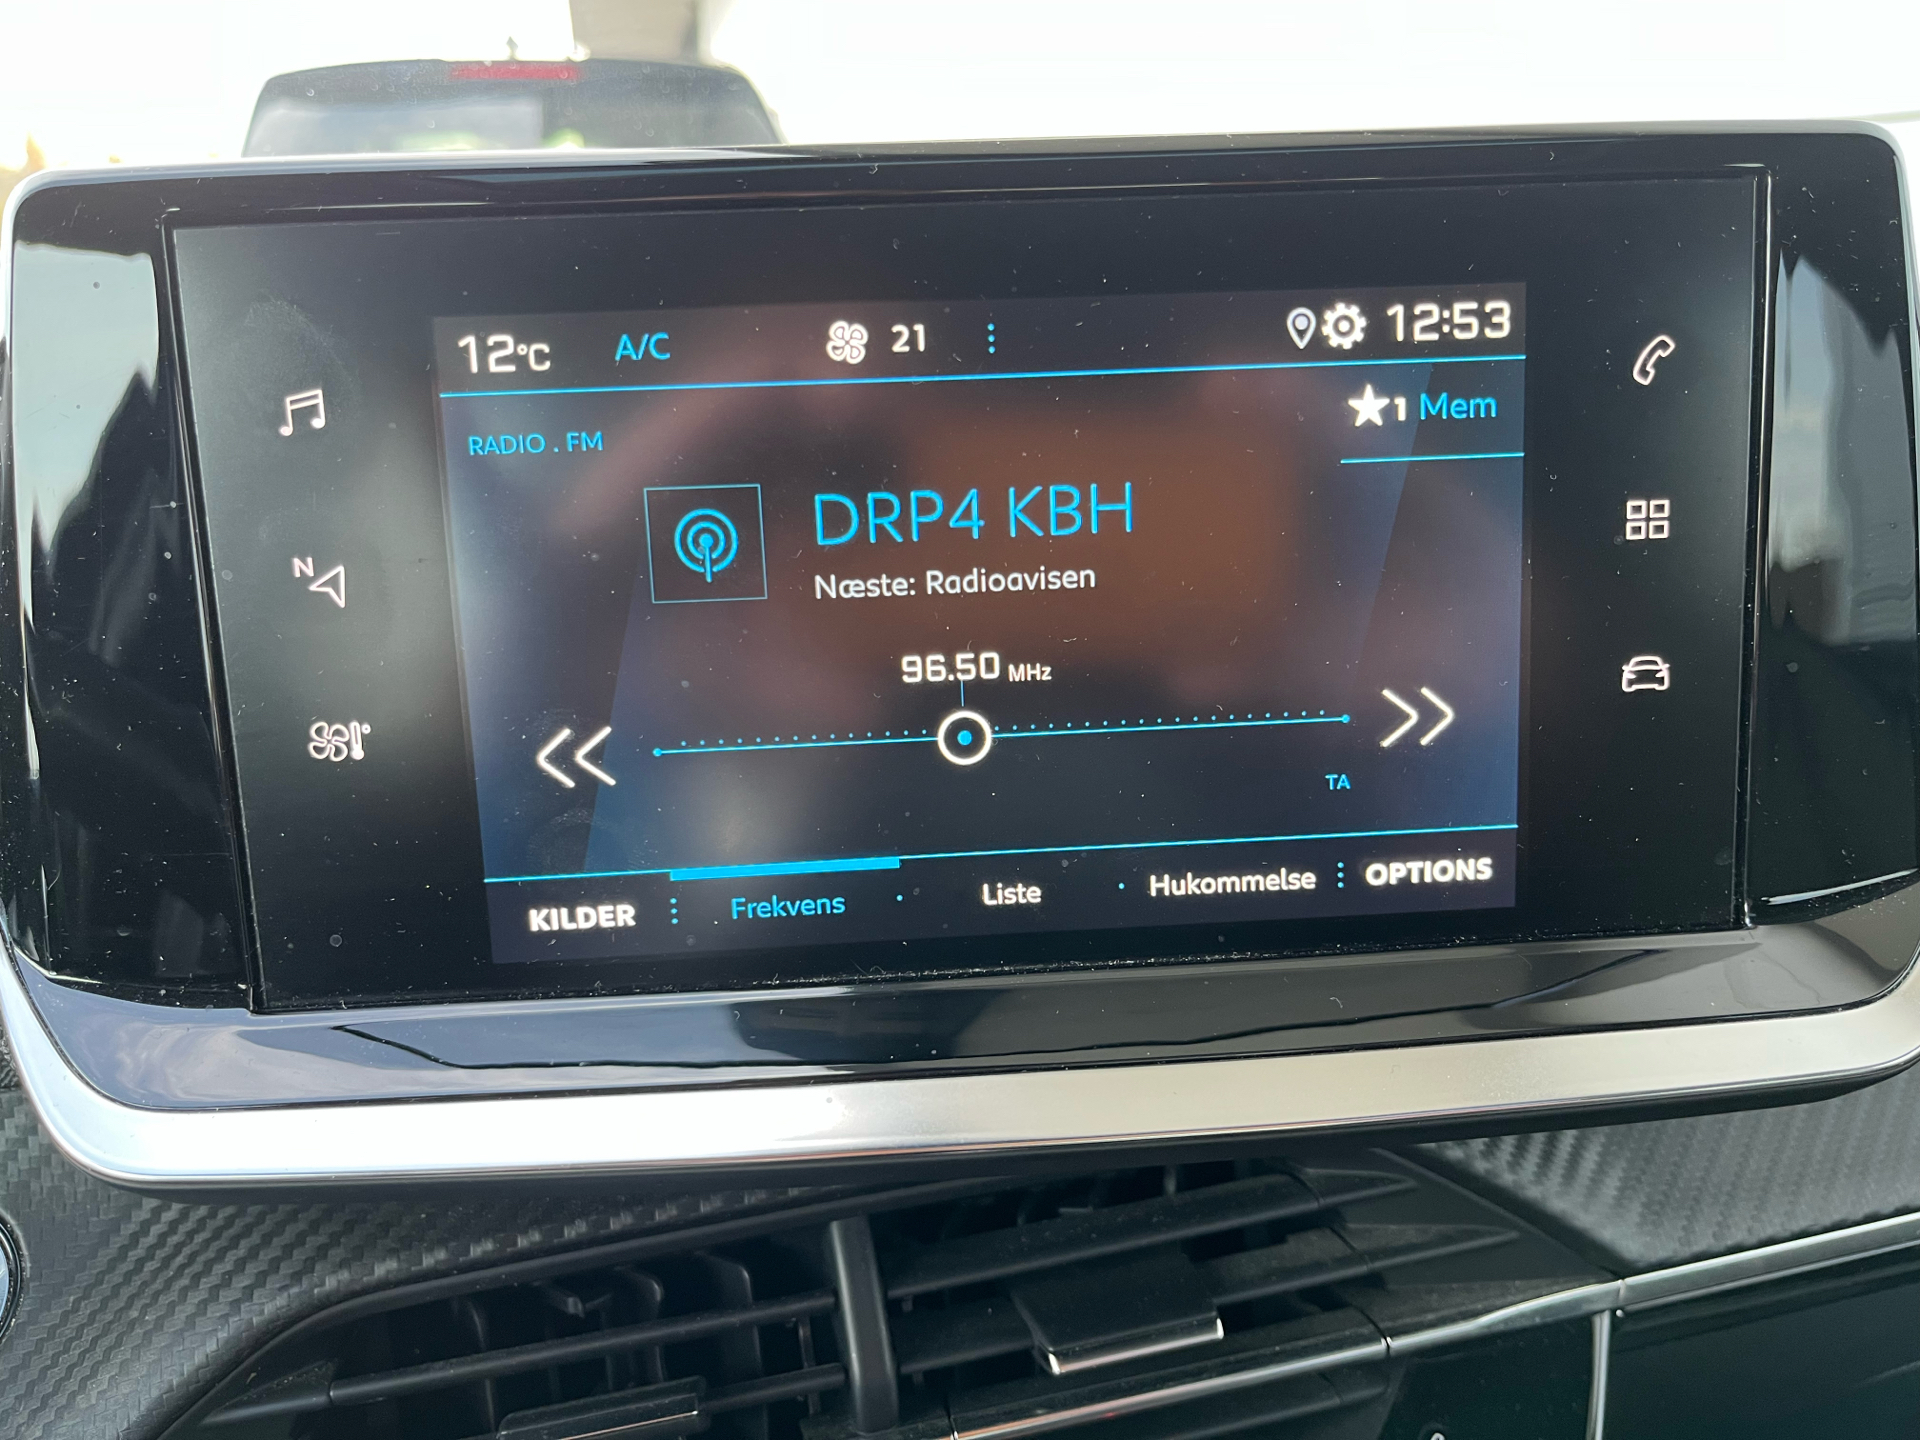 12°C A/C 21 12:53
★1 Mem
RADIO . FM
DRP4 KBH
Næste: Radioavisen
N
96.50 MHz
TA
KILDER Frekvens Liste Hukommelse OPTIONS